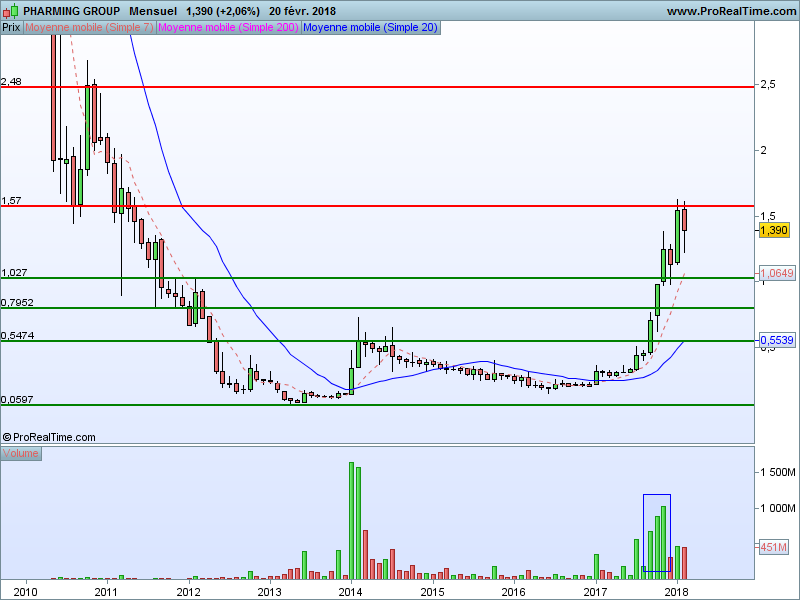 PHARMING GROUP Mensuel 1,390 (+2,06%) 20 févr. 2018 www.ProRealTime.com
Prix Moyenne mobile (Simple 7) Moyenne mobile (Simple 200) Moyenne mobile (Simple 20)
2,48
2,5
2
1,57
1,5
1,390
1,027
1,0649
0,7952
0,5474
0,5539
0,0597
© ProRealTime.com
Volume
1 500M
1 000M
451M
2010 2011 2012 2013 2014 2015 2016 2017 2018